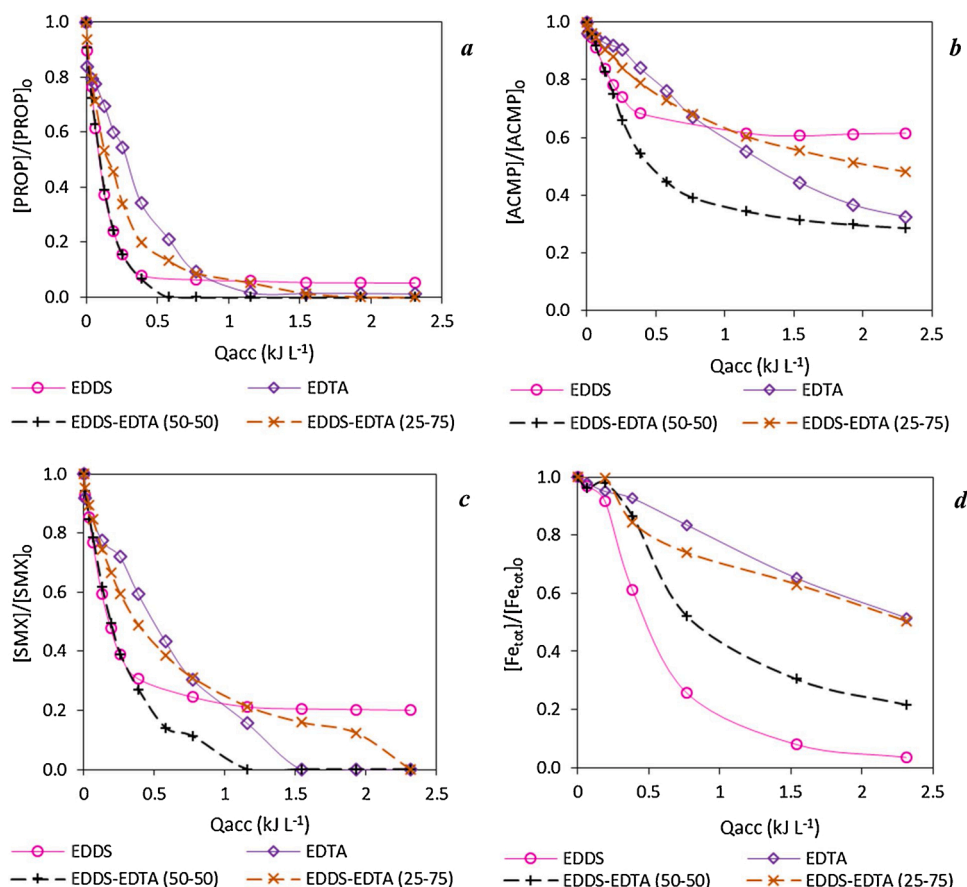 a
[PROP]/[PROP]₀
1.0
0.8
0.6
0.4
0.2
0.0
0 0.5 1 1.5 2 2.5
Qacc (kJ L⁻¹)
EDDS EDTA
EDDS-EDTA (50-50) EDDS-EDTA (25-75)
b
[ACMP]/[ACMP]₀
1.0
0.8
0.6
0.4
0.2
0.0
0 0.5 1 1.5 2 2.5
Qacc (kJ L⁻¹)
EDDS EDTA
EDDS-EDTA (50-50) EDDS-EDTA (25-75)
c
[SMX]/[SMX]₀
1.0
0.8
0.6
0.4
0.2
0.0
0 0.5 1 1.5 2 2.5
Qacc (kJ L⁻¹)
EDDS EDTA
EDDS-EDTA (50-50) EDDS-EDTA (25-75)
d
[Feₜₒₜ]/[Feₜₒₜ]₀
1.0
0.8
0.6
0.4
0.2
0.0
0 0.5 1 1.5 2 2.5
Qacc (kJ L⁻¹)
EDDS EDTA
EDDS-EDTA (50-50) EDDS-EDTA (25-75)